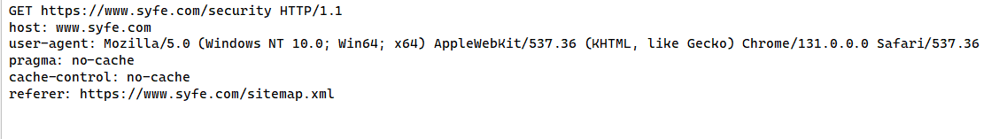 GET https://www.syfe.com/security HTTP/1.1
host: www.syfe.com
user-agent: Mozilla/5.0 (Windows NT 10.0; Win64; x64) AppleWebKit/537.36 (KHTML, like Gecko) Chrome/131.0.0.0 Safari/537.36
pragma: no-cache
cache-control: no-cache
referer: https://www.syfe.com/sitemap.xml